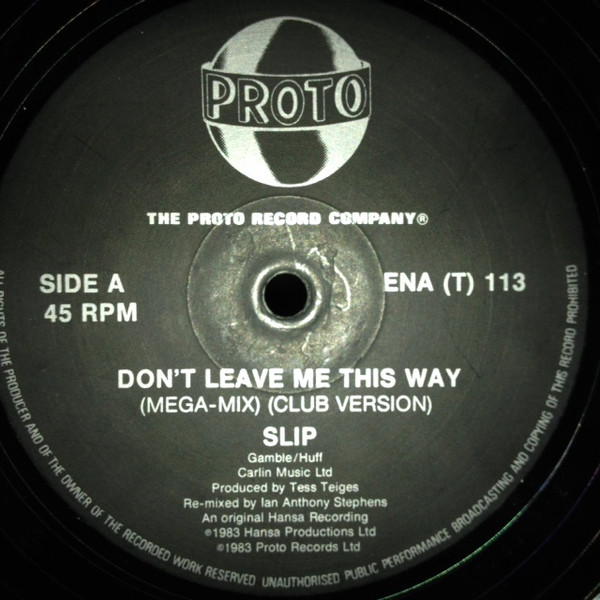 PROTO
THE PROTO RECORD COMPANY®
SIDE A
45 RPM
ENA (T) 113
DON'T LEAVE ME THIS WAY
(MEGA-MIX) (CLUB VERSION)
SLIP
Gamble/Huff
Carlin Music Ltd
Produced by Tess Teiges
Re-mixed by Ian Anthony Stephens
An original Hansa Recording
℗1983 Hansa Productions Ltd
©1983 Proto Records Ltd
ALL RIGHTS OF THE PRODUCER AND OF THE OWNER OF THE RECORDED WORK RESERVED UNAUTHORISED PUBLIC PERFORMANCE BROADCASTING AND COPYING OF THIS RECORD PROHIBITED